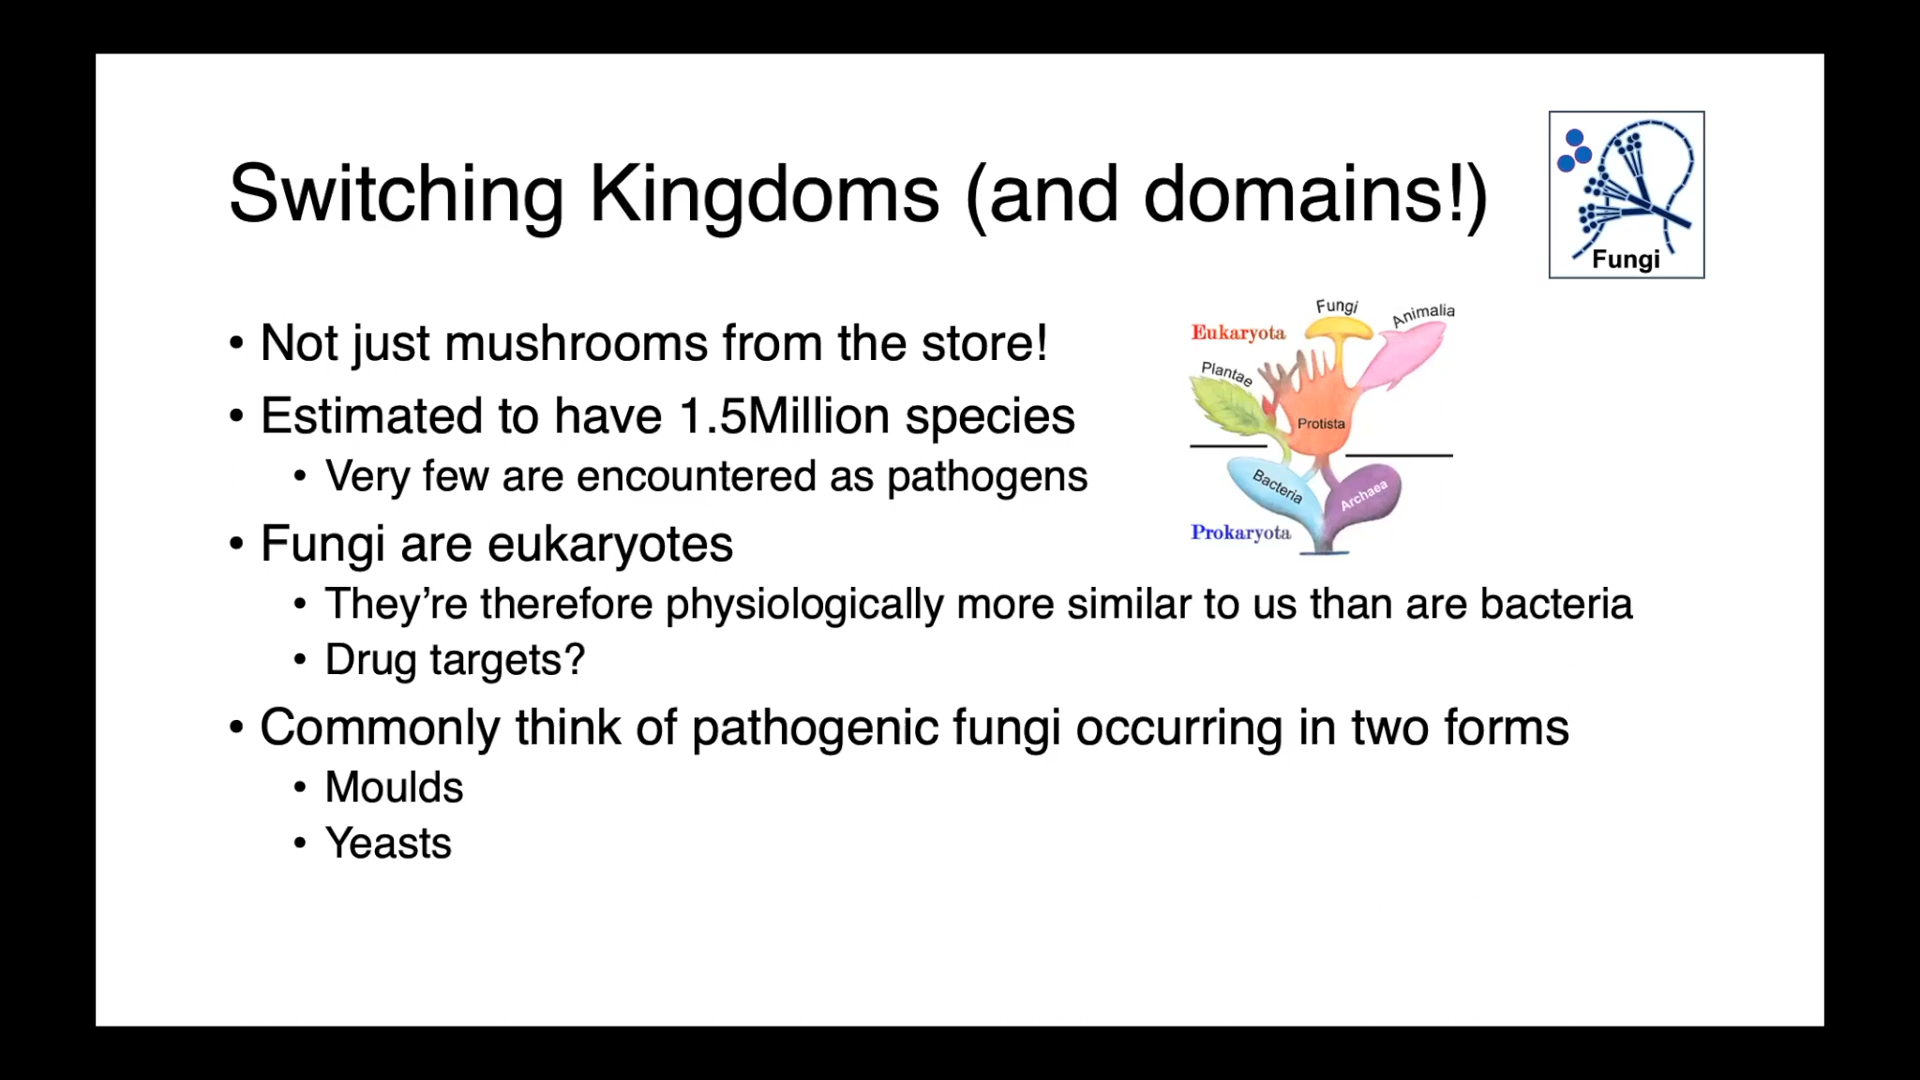 Switching Kingdoms (and domains!)
Fungi
• Not just mushrooms from the store!
• Estimated to have 1.5Million species
• Very few are encountered as pathogens
• Fungi are eukaryotes
• They’re therefore physiologically more similar to us than are bacteria
• Drug targets?
• Commonly think of pathogenic fungi occurring in two forms
• Moulds
• Yeasts
Fungi
Animalia
Eukaryota
Plantae
Protista
Bacteria
Archaea
Prokaryota